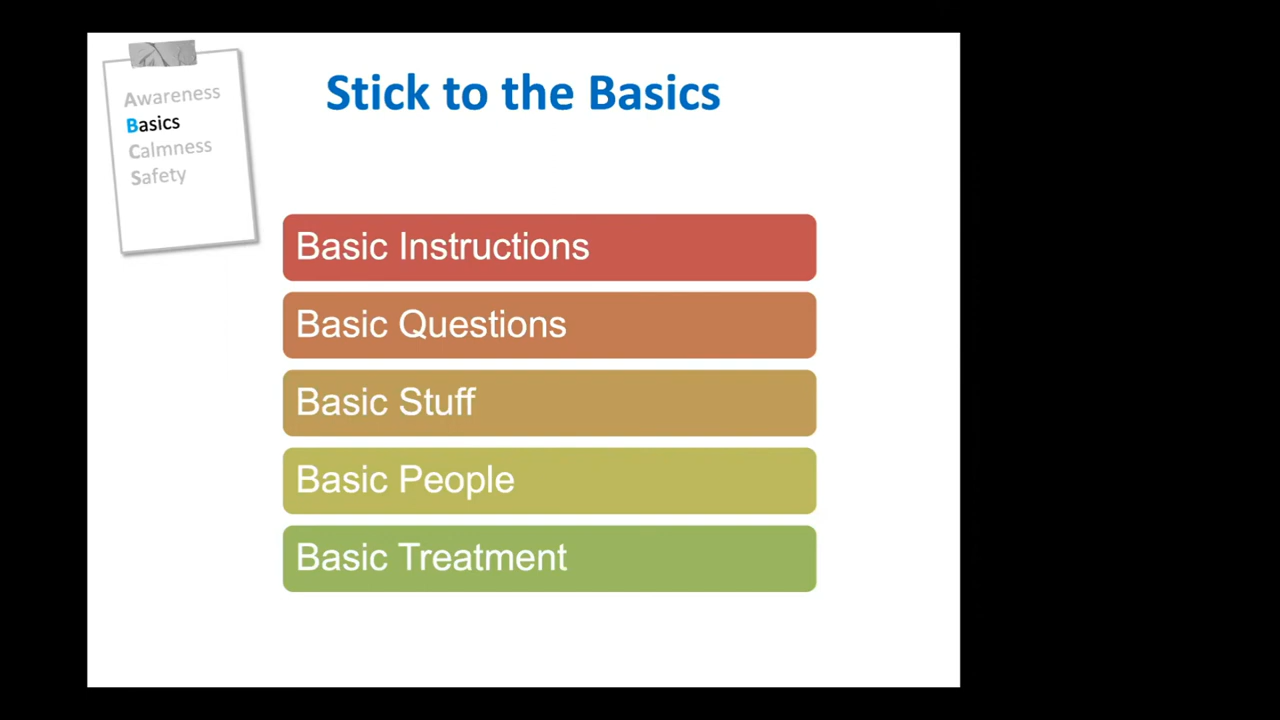 Awareness
Basics
Calmness
Safety
Stick to the Basics
Basic Instructions
Basic Questions
Basic Stuff
Basic People
Basic Treatment